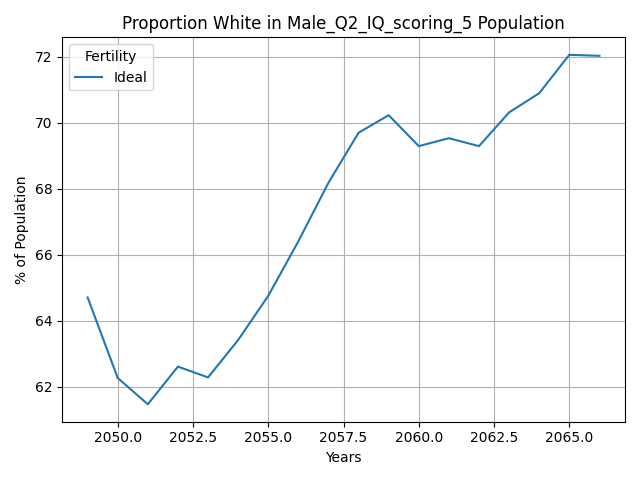 Proportion White in Male_Q2_IQ_scoring_5 Population
Fertility
Ideal
72
70
68
66
64
62
% of Population
2050.0 2052.5 2055.0 2057.5 2060.0 2062.5 2065.0
Years